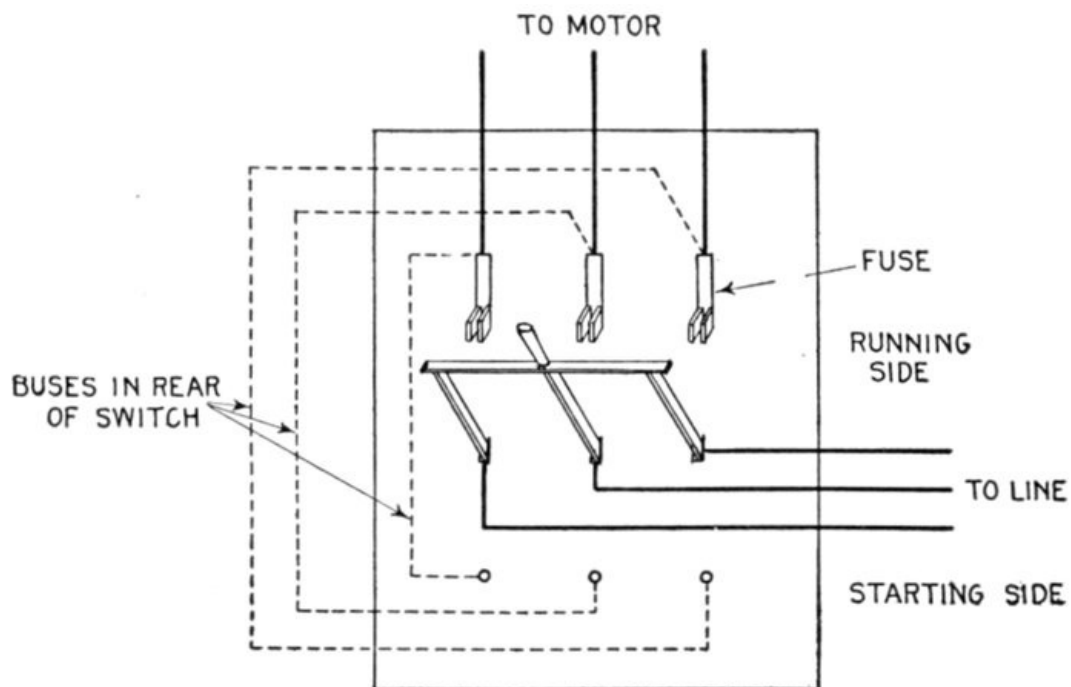 TO MOTOR
FUSE
RUNNING
SIDE
BUSES IN REAR
OF SWITCH
TO LINE
STARTING SIDE